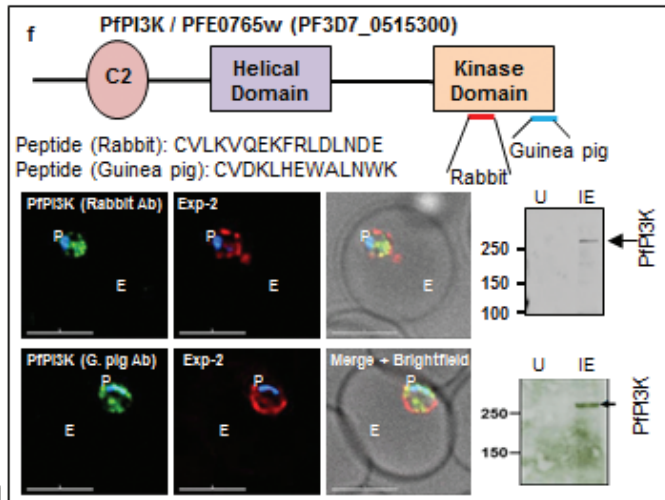 f
PfPI3K / PFE0765w (PF3D7_0515300)
C2
Helical
Domain
Kinase
Domain
Peptide (Rabbit): CVLKVQEKFRLDLNDE
Peptide (Guinea pig): CVDKLHEWALNWK
Rabbit
Guinea pig
PfPI3K (Rabbit Ab)
P
E
Exp-2
P
E
P
E
U IE
250
150
100
PfPI3K
PfPI3K (G. pig Ab)
P
E
Exp-2
P
E
Merge + Brightfield
P
E
U IE
250
150
PfPI3K